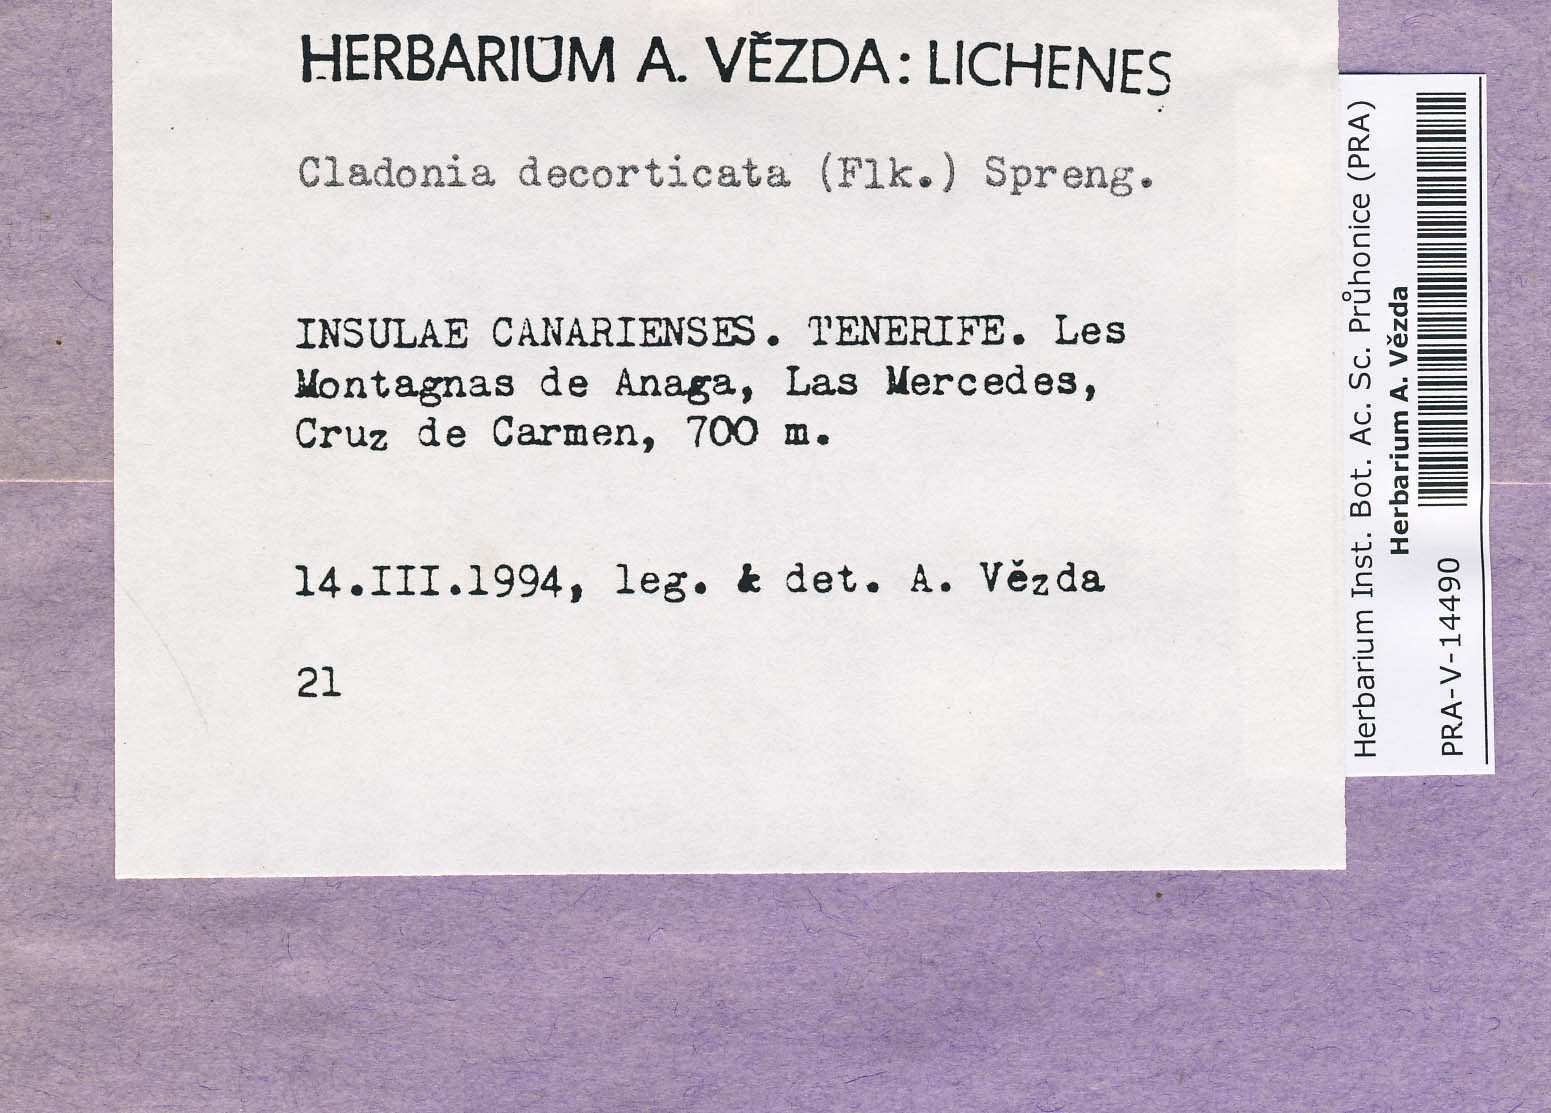 HERBARIUM A. VĚZDA: LICHENES
Cladonia decorticata (Flk.) Spreng.
INSULAE CANARIENSES. TENERIFE. Les
Montagnas de Anaga, Las Mercedes,
Cruz de Carmen, 700 m.
14.III.1994, leg. & det. A. Vězda
21
Herbarium Inst. Bot. Ac. Sc. Průhonice (PRA)
Herbarium A. Vězda
PRA-V-14490